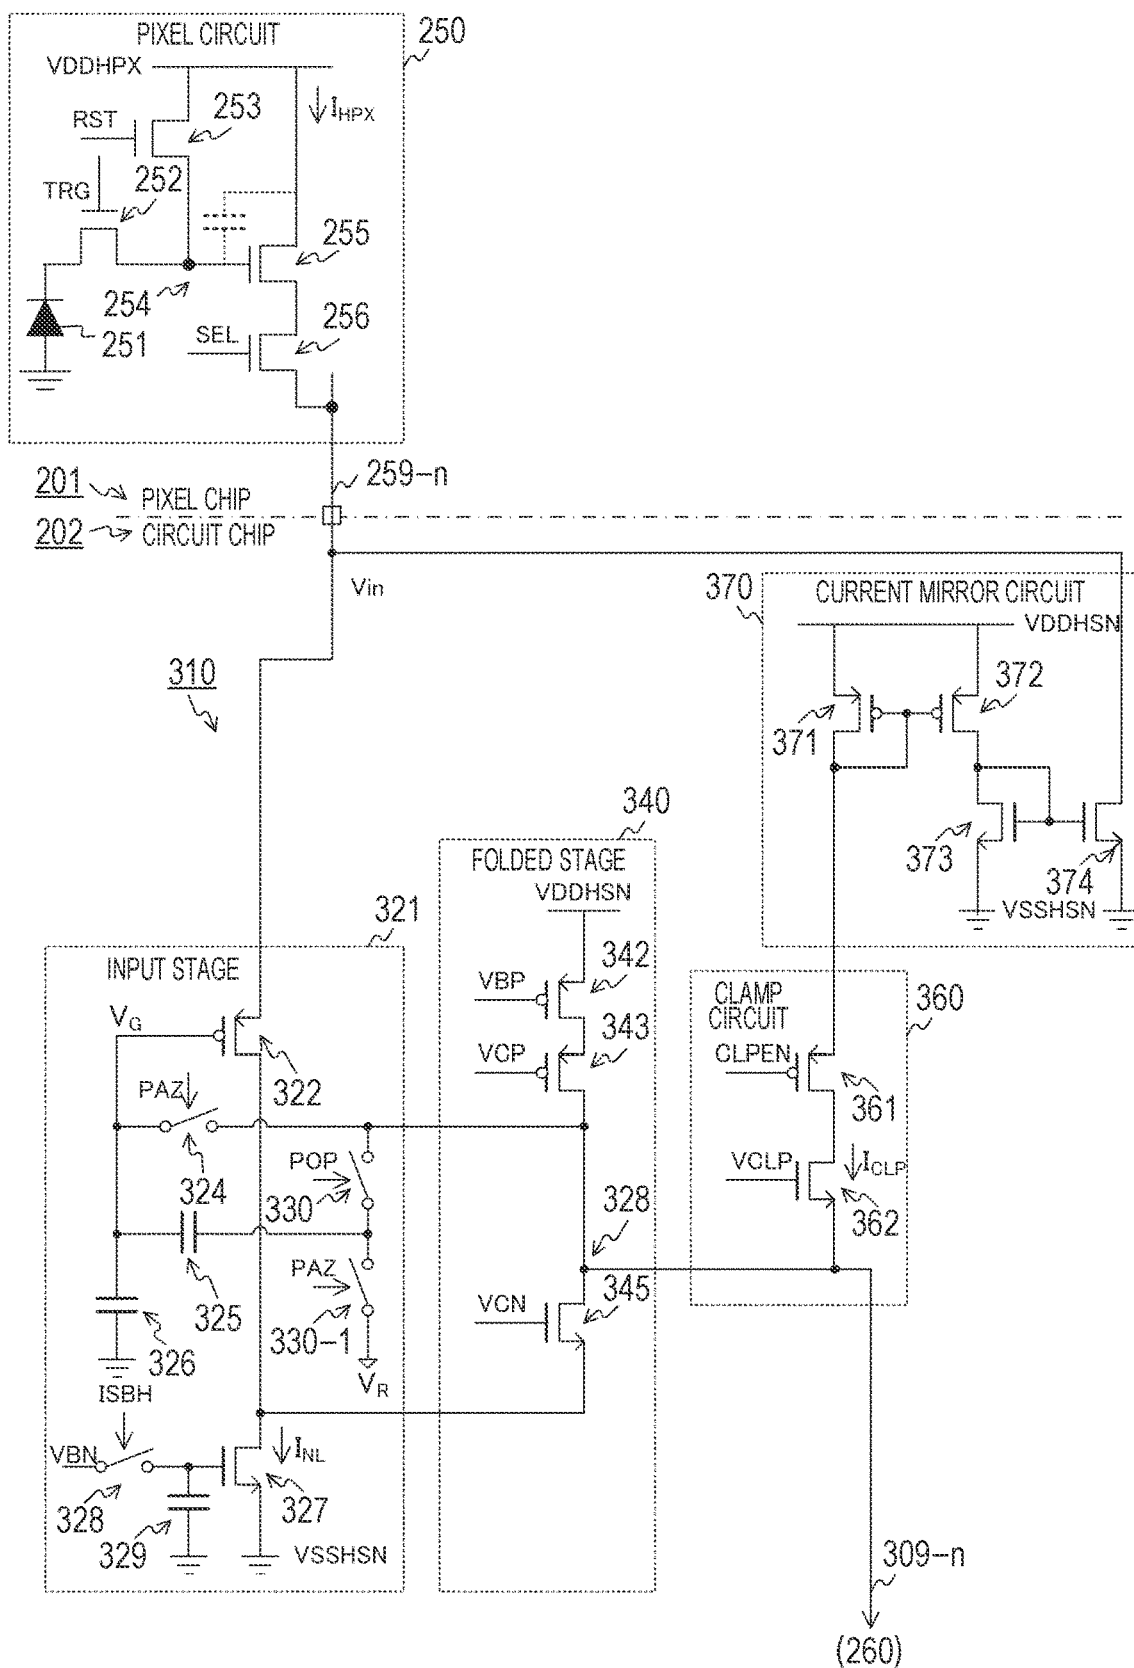 PIXEL CIRCUIT
250
VDDHPX
IHPX
RST
253
TRG
252
255
254
251
SEL
256
259-n
201
PIXEL CHIP
202
CIRCUIT CHIP
Vin
370
CURRENT MIRROR CIRCUIT
VDDHSN
310
371
372
373
374
VSSHSN
340
FOLDED STAGE
VDDHSN
321
INPUT STAGE
VG
322
VBP
342
VCP
343
360
CLAMP
CIRCUIT
CLPEN
361
PAZ
324
POP
330
VCLP
ICLP
362
328
325
PAZ
330-1
VCN
345
326
VR
ISBH
VBN
INL
328
327
329
VSSHSN
309-n
(260)